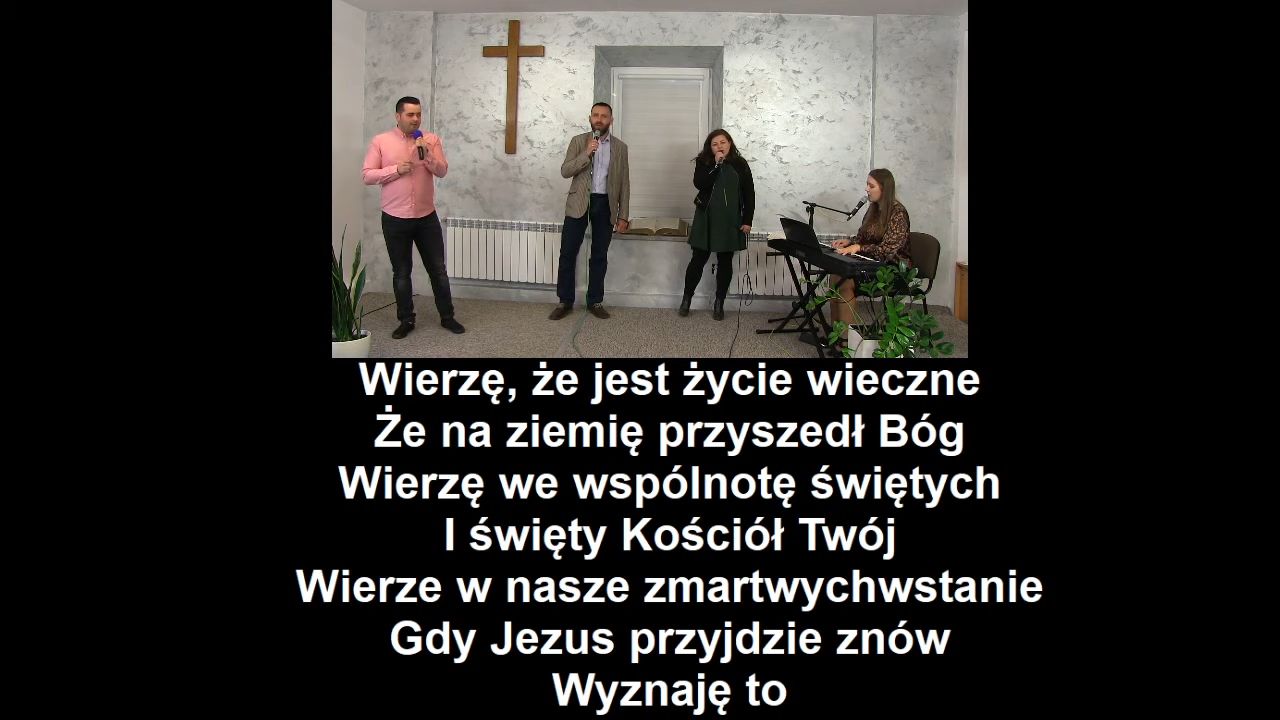 Wierzę, że jest życie wieczne
Że na ziemię przyszedł Bóg
Wierzę we wspólnotę świętych
I święty Kościół Twój
Wierze w nasze zmartwychwstanie
Gdy Jezus przyjdzie znów
Wyznaję to